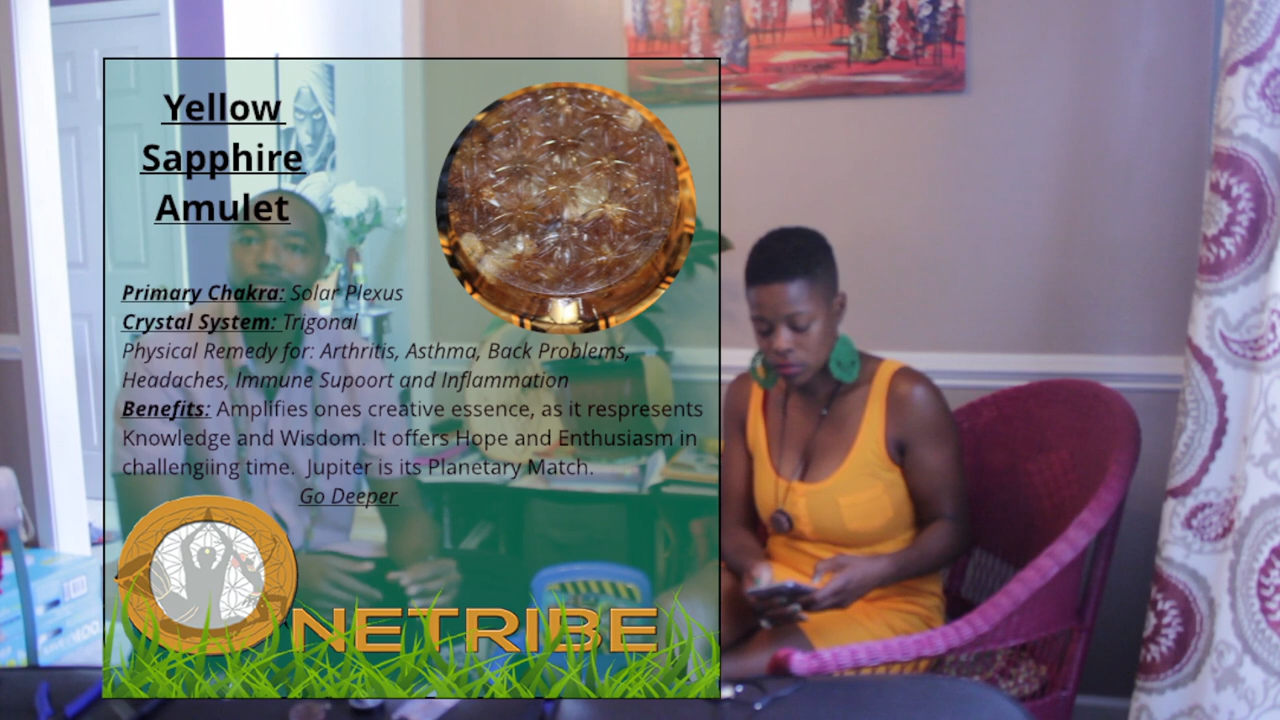 Yellow
Sapphire
Amulet
Primary Chakra: Solar Plexus
Crystal System: Trigonal
Physical Remedy for: Arthritis, Asthma, Back Problems,
Headaches, Immune Supoort and Inflammation
Benefits: Amplifies ones creative essence, as it respresents
Knowledge and Wisdom. It offers Hope and Enthusiasm in
challengiing time. Jupiter is its Planetary Match.
Go Deeper
ONETRIBE